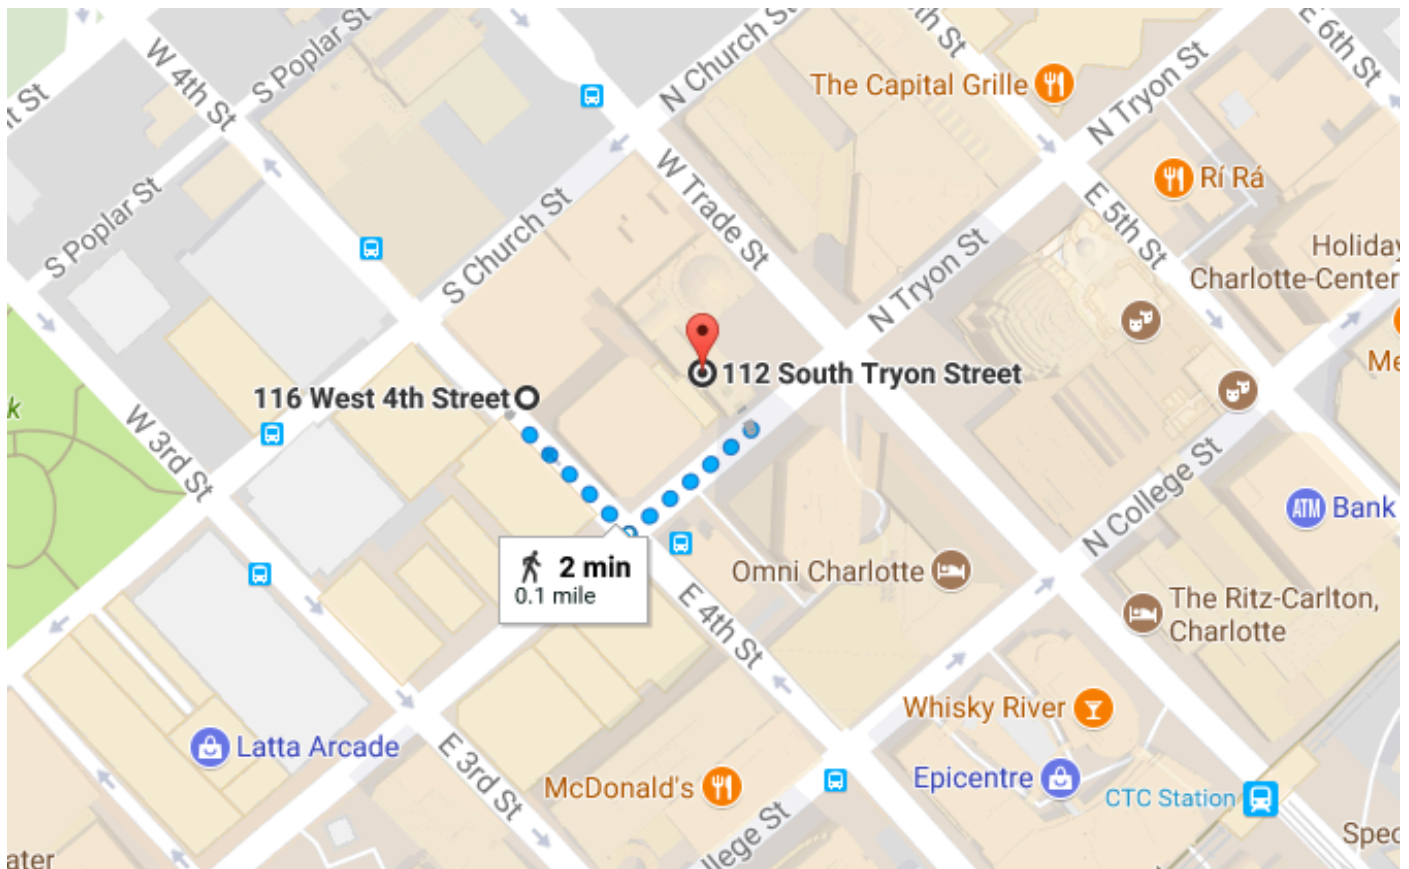 W 4th St
S Poplar St
N Church St
The Capital Grille
N Tryon St
E 6th St
S Poplar St
S Church St
W Trade St
Rí Rá
E 5th St
Holiday
Charlotte-Center
N Tryon St
116 West 4th Street
112 South Tryon Street
W 3rd St
2 min
0.1 mile
Omni Charlotte
N College St
ATM
Bank
E 4th St
The Ritz-Carlton,
Charlotte
Whisky River
Latta Arcade
E 3rd St
McDonald's
Epicentre
CTC Station